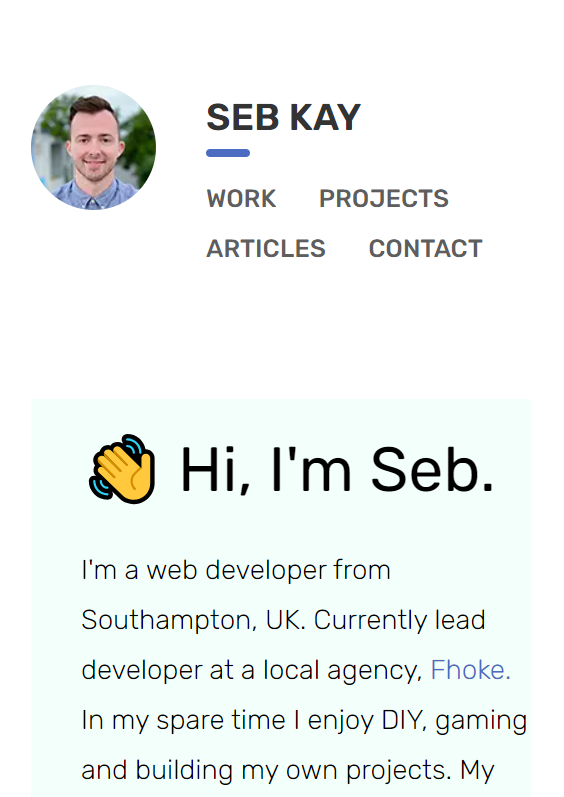 SEB KAY
WORK PROJECTS
ARTICLES CONTACT
👋 Hi, I'm Seb.
I'm a web developer from
Southampton, UK. Currently lead
developer at a local agency, Fhoke.
In my spare time I enjoy DIY, gaming
and building my own projects. My